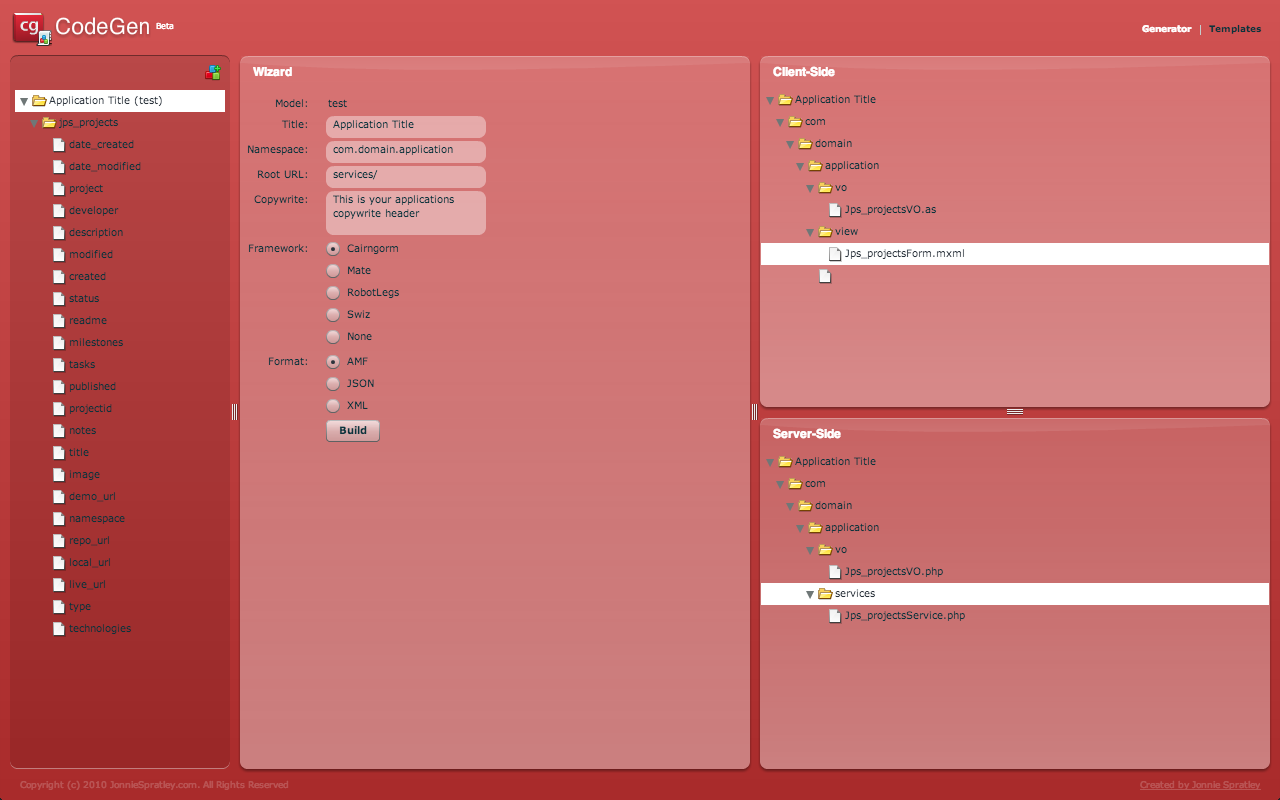 cg CodeGen Beta
Generator | Templates
Application Title (test)
jps_projects
date_created
date_modified
project
developer
description
modified
created
status
readme
milestones
tasks
published
projectid
notes
title
image
demo_url
namespace
repo_url
local_url
live_url
type
technologies
Wizard
Model: test
Title: Application Title
Namespace: com.domain.application
Root URL: services/
Copywrite: This is your applications
copywrite header
Framework: Cairngorm
Mate
RobotLegs
Swiz
None
Format: AMF
JSON
XML
Build
Client-Side
Application Title
com
domain
application
vo
Jps_projectsVO.as
view
Jps_projectsForm.mxml
Server-Side
Application Title
com
domain
application
vo
Jps_projectsVO.php
services
Jps_projectsService.php
Copyright (c) 2010 JonnieSpratley.com. All Rights Reserved
Created by Jonnie Spratley